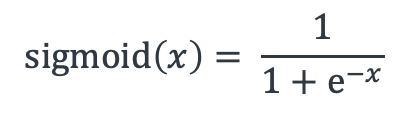 sigmoid(x) = 1 / (1 + e^{−x})